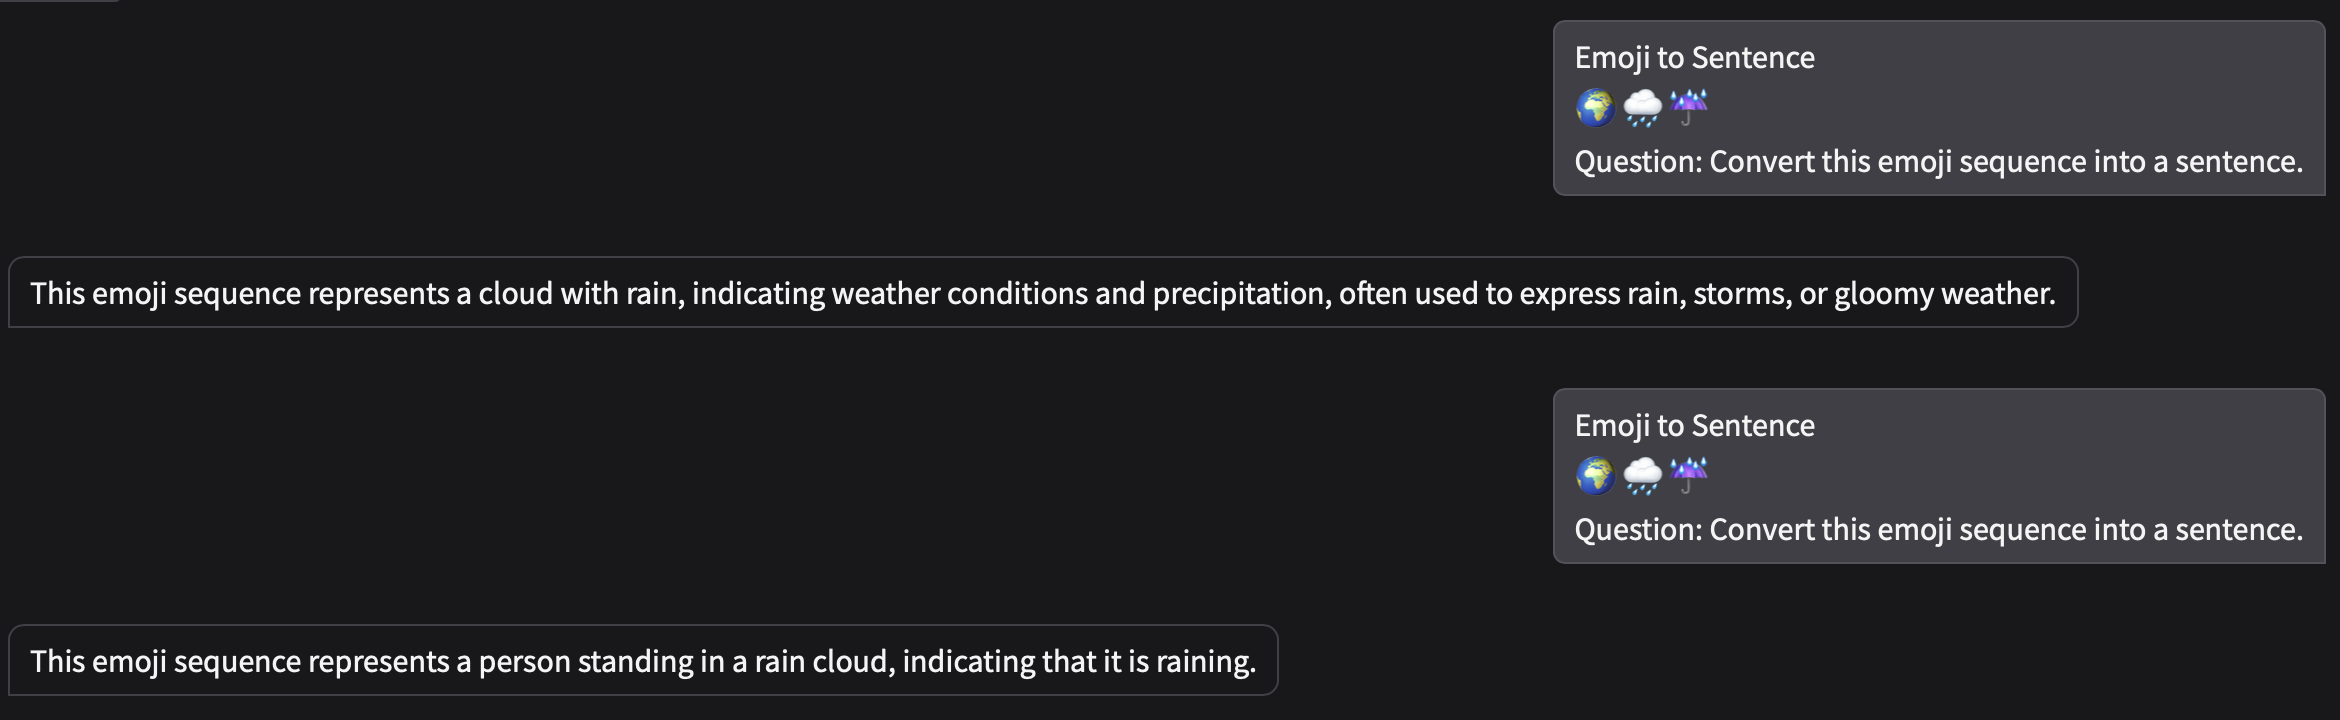 Emoji to Sentence
🌍🌧️☔
Question: Convert this emoji sequence into a sentence.
This emoji sequence represents a cloud with rain, indicating weather conditions and precipitation, often used to express rain, storms, or gloomy weather.
Emoji to Sentence
🌍🌧️☔
Question: Convert this emoji sequence into a sentence.
This emoji sequence represents a person standing in a rain cloud, indicating that it is raining.